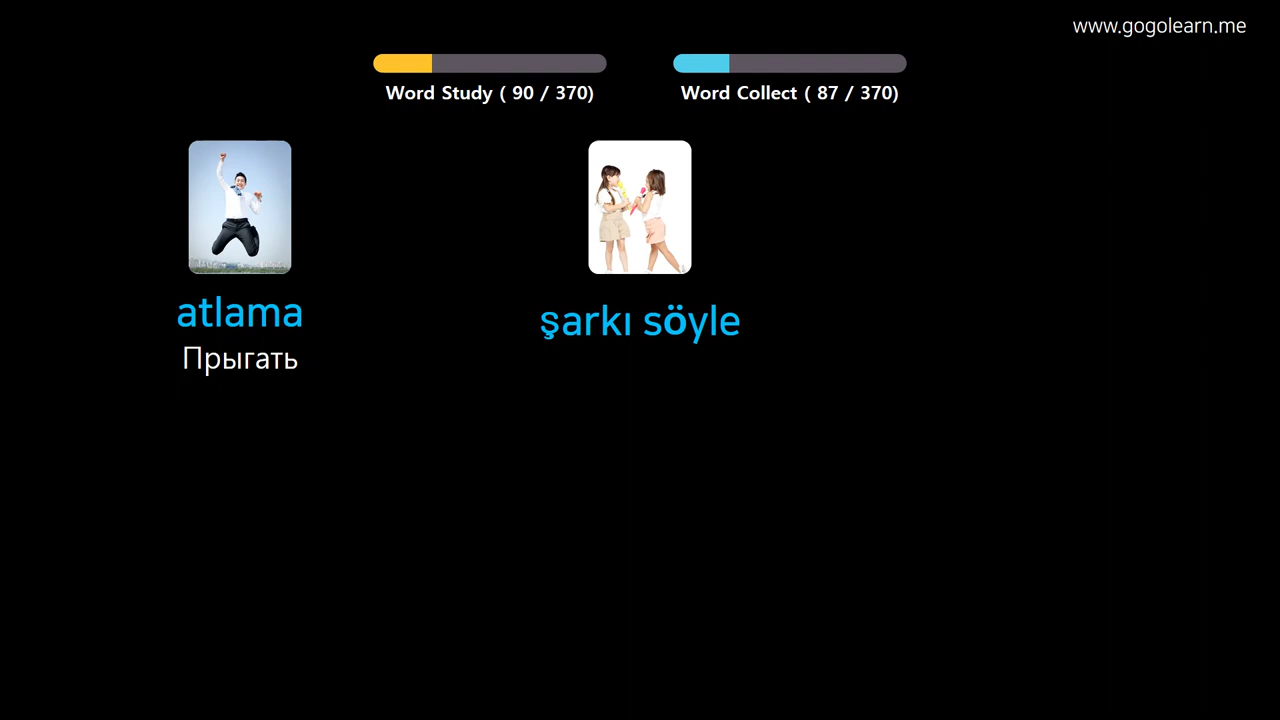 www.gogolearn.me
Word Study ( 90 / 370)
Word Collect ( 87 / 370)
atlama
Прыгать
şarkı söyle